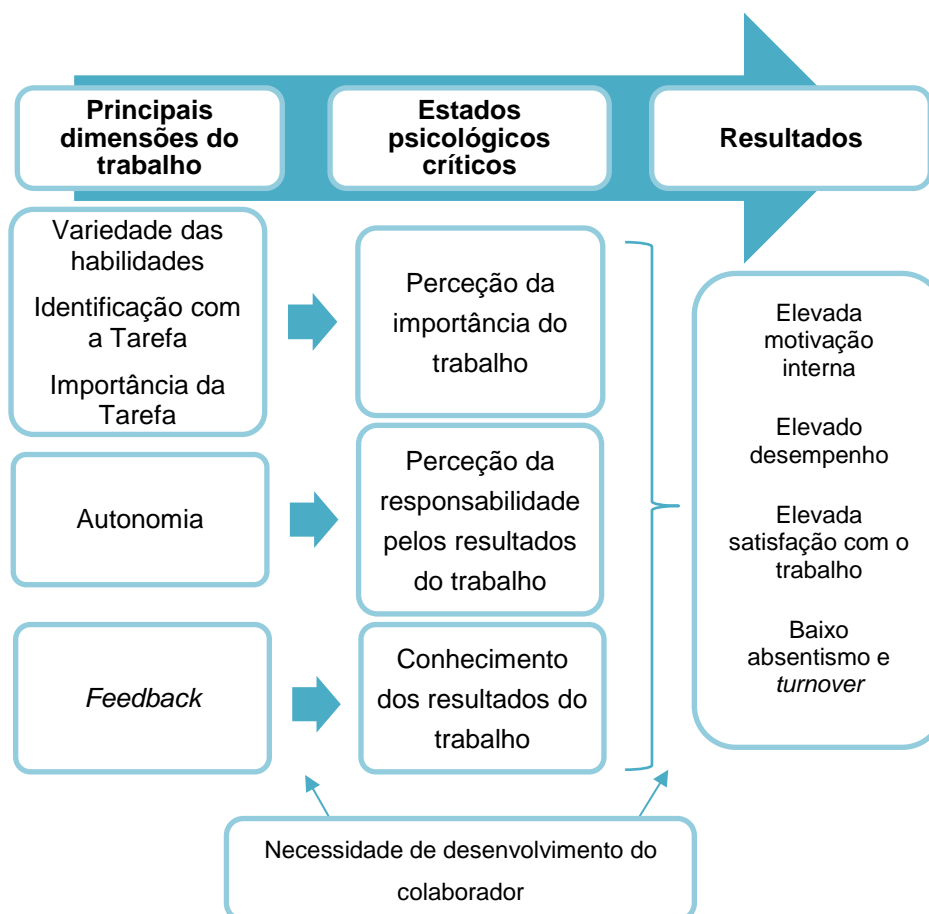 Principais
dimensões do
trabalho
Estados
psicológicos
críticos
Resultados
Variedade das
habilidades
Identificação com
a Tarefa
Importância da
Tarefa
Perceção da
importância do
trabalho
Autonomia
Perceção da
responsabilidade
pelos resultados
do trabalho
Feedback
Conhecimento
dos resultados do
trabalho
Elevada
motivação
interna
Elevado
desempenho
Elevada
satisfação com o
trabalho
Baixo
absentismo e
turnover
Necessidade de desenvolvimento do
colaborador